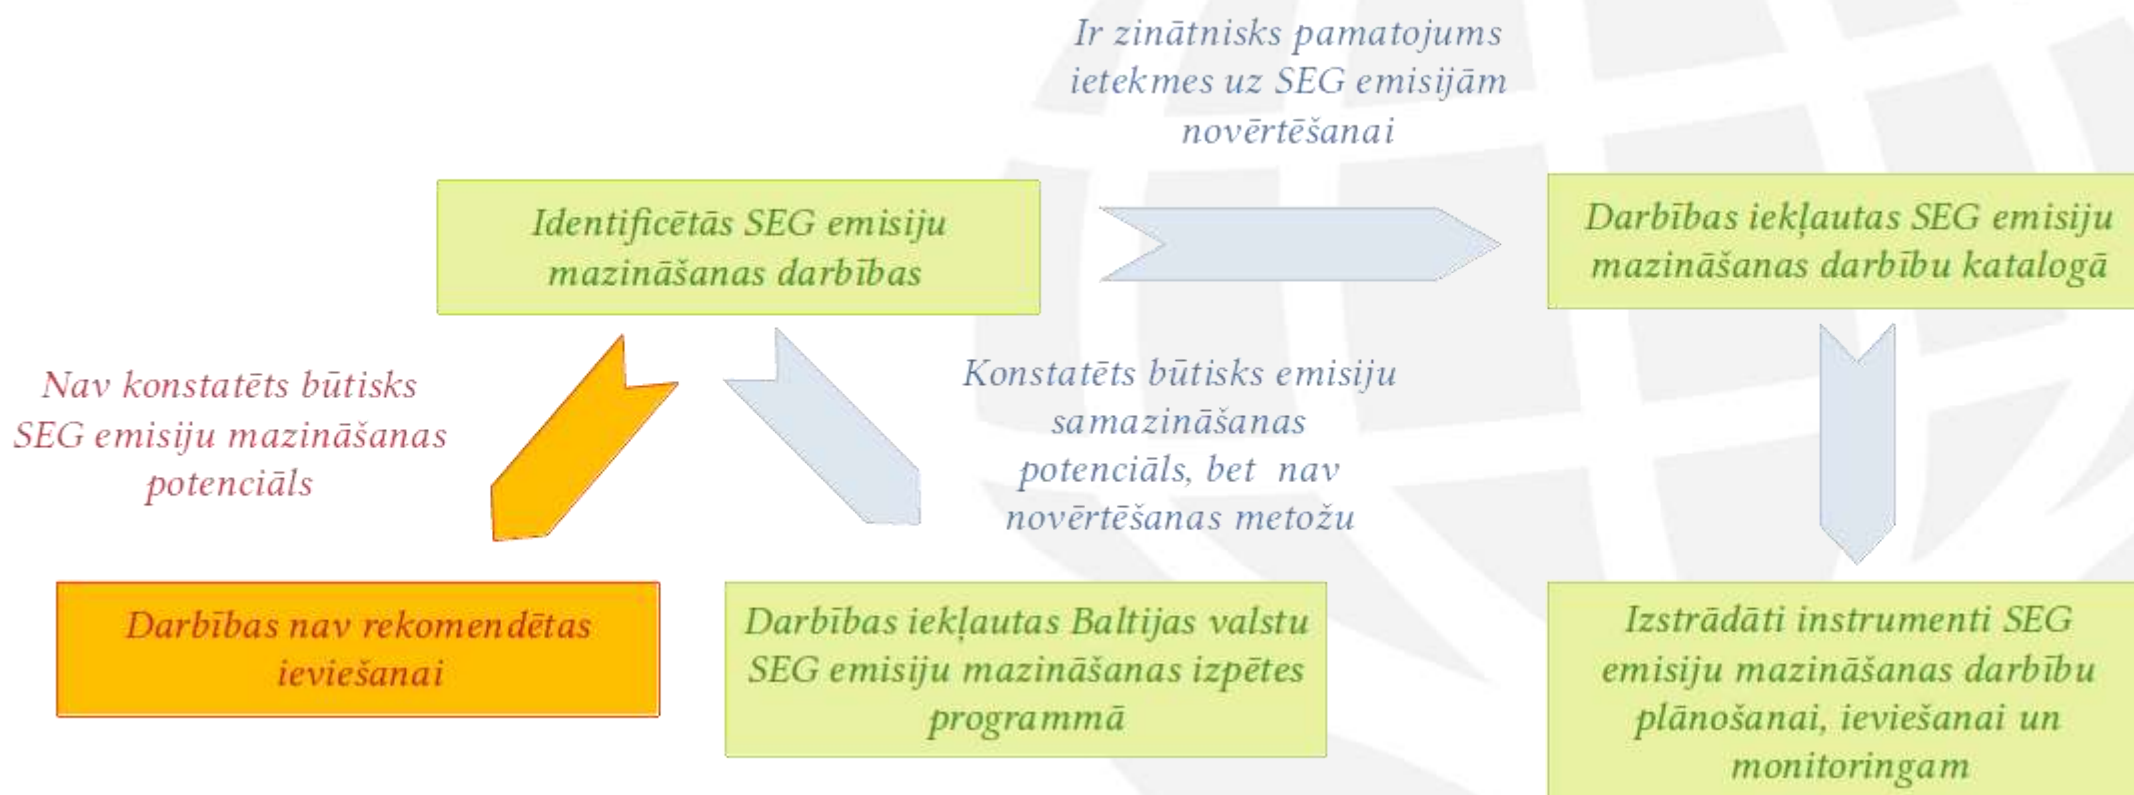 Ir zinātnisks pamatojums
ietekmes uz SEG emisijām
novērtēšanai
Identificētās SEG emisiju
mazināšanas darbības
Darbības iekļautas SEG emisiju
mazināšanas darbību katalogā
Nav konstatēts būtisks
SEG emisiju mazināšanas
potenciāls
Konstatēts būtisks emisiju
samazināšanas
potenciāls, bet nav
novērtēšanas metožu
Darbības nav rekomendētas
ieviešanai
Darbības iekļautas Baltijas valstu
SEG emisiju mazināšanas izpētes
programmā
Izstrādāti instrumenti SEG
emisiju mazināšanas darbību
plānošanai, ieviešanai un
monitoringam